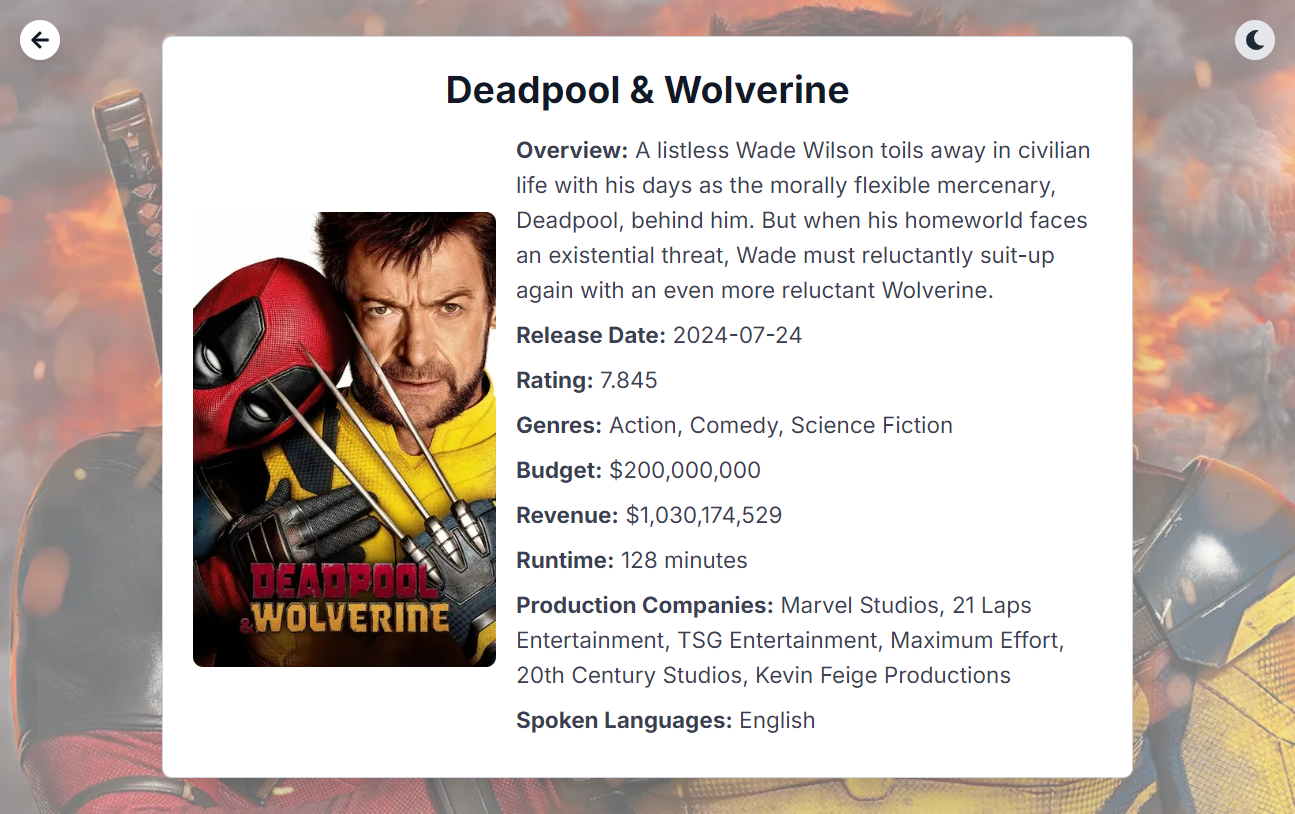 Deadpool & Wolverine
Overview: A listless Wade Wilson toils away in civilian
life with his days as the morally flexible mercenary,
Deadpool, behind him. But when his homeworld faces
an existential threat, Wade must reluctantly suit-up
again with an even more reluctant Wolverine.
Release Date: 2024-07-24
Rating: 7.845
Genres: Action, Comedy, Science Fiction
Budget: $200,000,000
Revenue: $1,030,174,529
Runtime: 128 minutes
Production Companies: Marvel Studios, 21 Laps
Entertainment, TSG Entertainment, Maximum Effort,
20th Century Studios, Kevin Feige Productions
Spoken Languages: English
DEADPOOL
&WOLVERINE